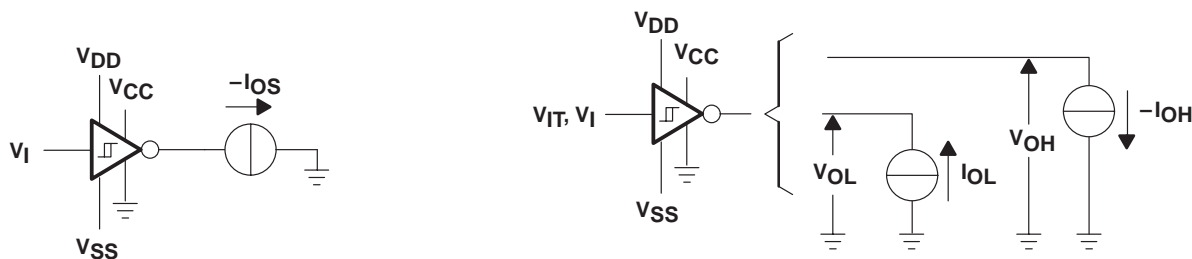 VDD
VCC
–IOS
VI
VSS
VDD
VCC
VIT, VI
VSS
VOL
IOL
VOH
–IOH